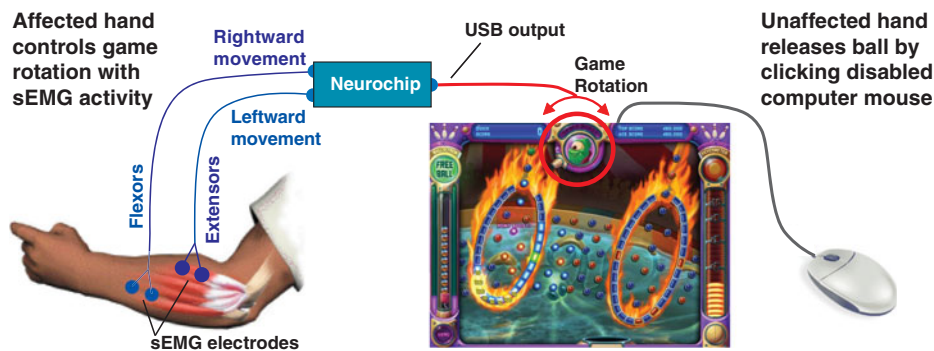 Affected hand
controls game
rotation with
sEMG activity
Rightward
movement
Leftward
movement
Flexors
Extensors
sEMG electrodes
Neurochip
USB output
Game
Rotation
FREE
BALL
Unaffected hand
releases ball by
clicking disabled
computer mouse